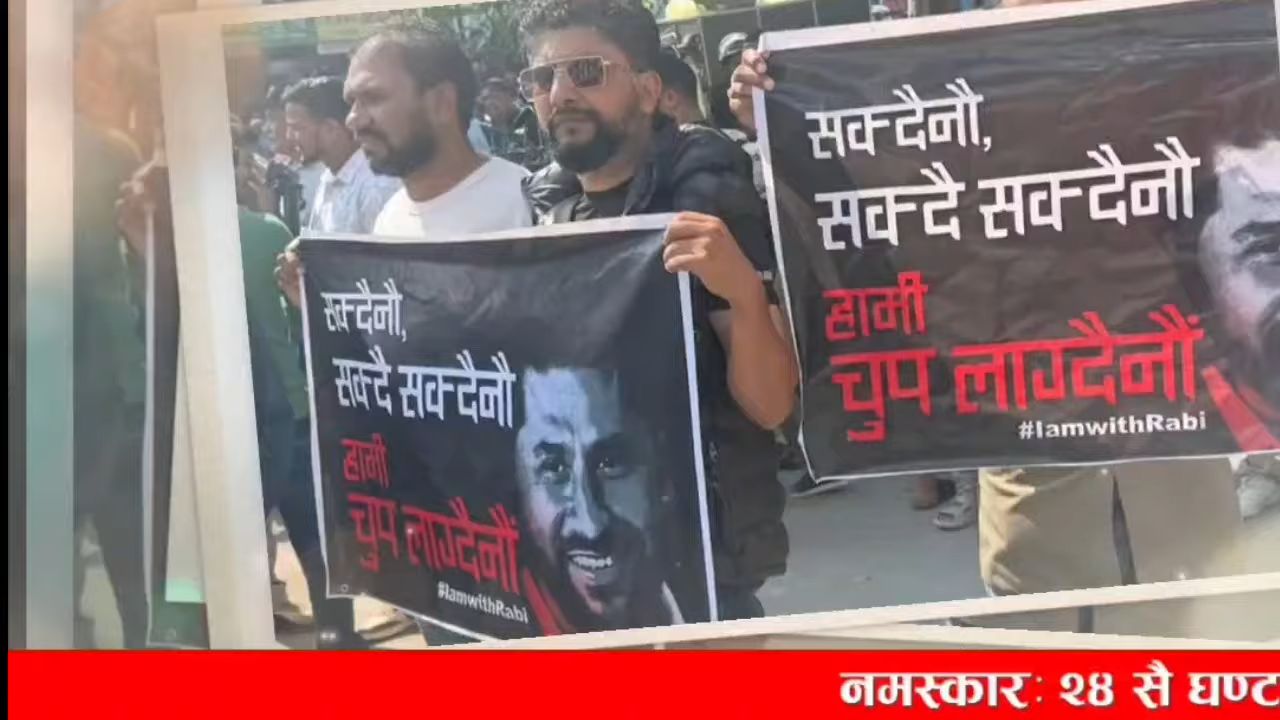 सक्दैनौ,
सक्दै सक्दैनौ
हामी
चुप लाग्दैनौं
#IamwithRabi
सक्दैनौ,
सक्दै सक्दैनौ
हामी
चुप लाग्दैनौं
#IamwithRabi
नमस्कारः २४ सै घण्ट